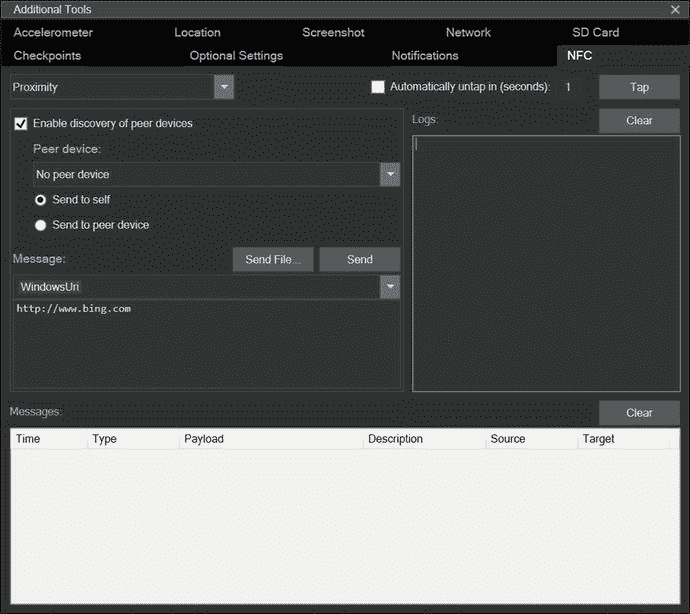 Additional Tools
Accelerometer Location Screenshot Network SD Card
Checkpoints Optional Settings Notifications NFC
Proximity Automatically untap in (seconds): 1 Tap
Enable discovery of peer devices Logs: Clear
Peer device:
No peer device
Send to self
Send to peer device
Message: Send File... Send
WindowsUri
http://www.bing.com
Messages: Clear
Time Type Payload Description Source Target